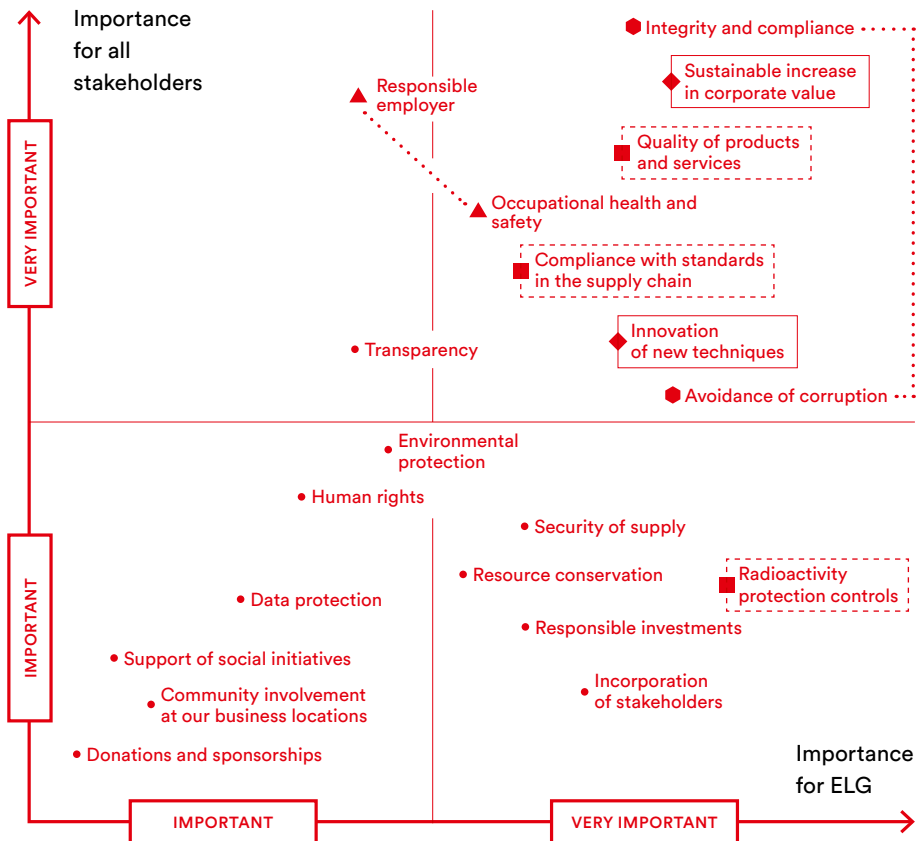 Importance
for all
stakeholders
Integrity and compliance
Sustainable increase
in corporate value
Responsible
employer
Quality of products
and services
Occupational health and
safety
VERY IMPORTANT
Compliance with standards
in the supply chain
Innovation
of new techniques
Transparency
Avoidance of corruption
Environmental
protection
Human rights
Security of supply
IMPORTANT
Resource conservation
Radioactivity
protection controls
Data protection
Responsible investments
Support of social initiatives
Community involvement
at our business locations
Incorporation
of stakeholders
Donations and sponsorships
Importance
for ELG
IMPORTANT
VERY IMPORTANT